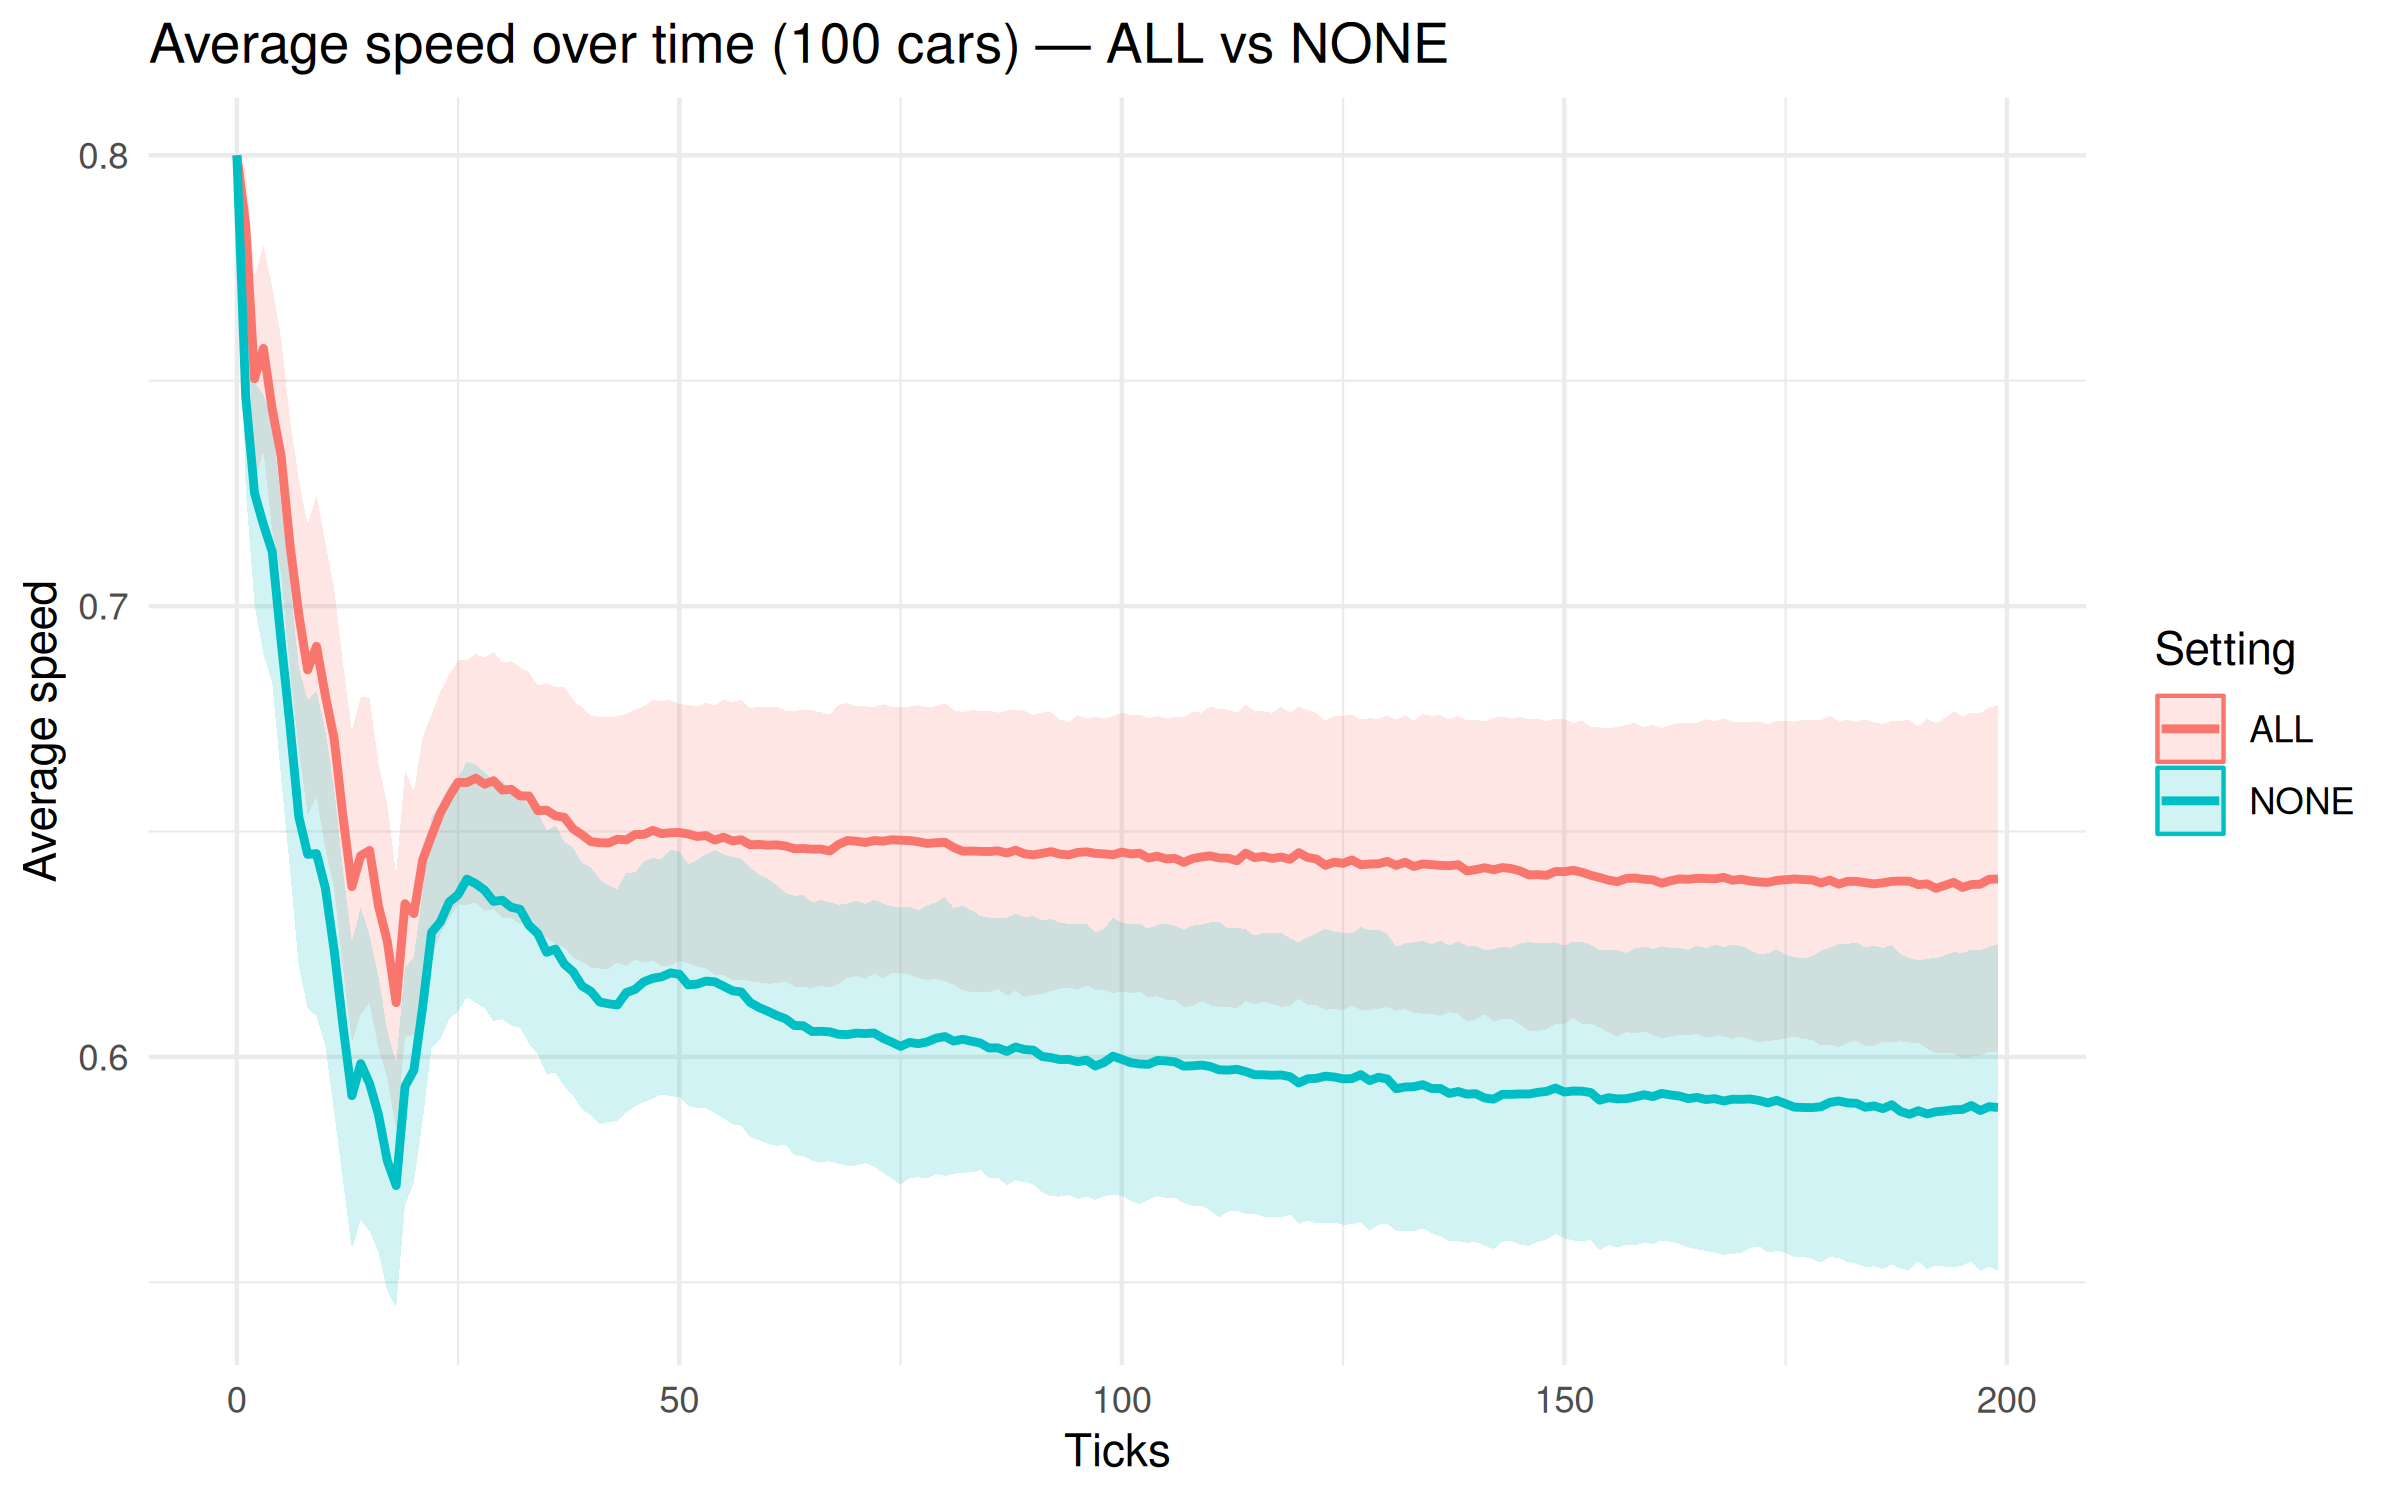 Average speed over time (100 cars) — ALL vs NONE
Average speed
0.8
0.7
0.6
0 50 100 150 200
Ticks
Setting
ALL
NONE